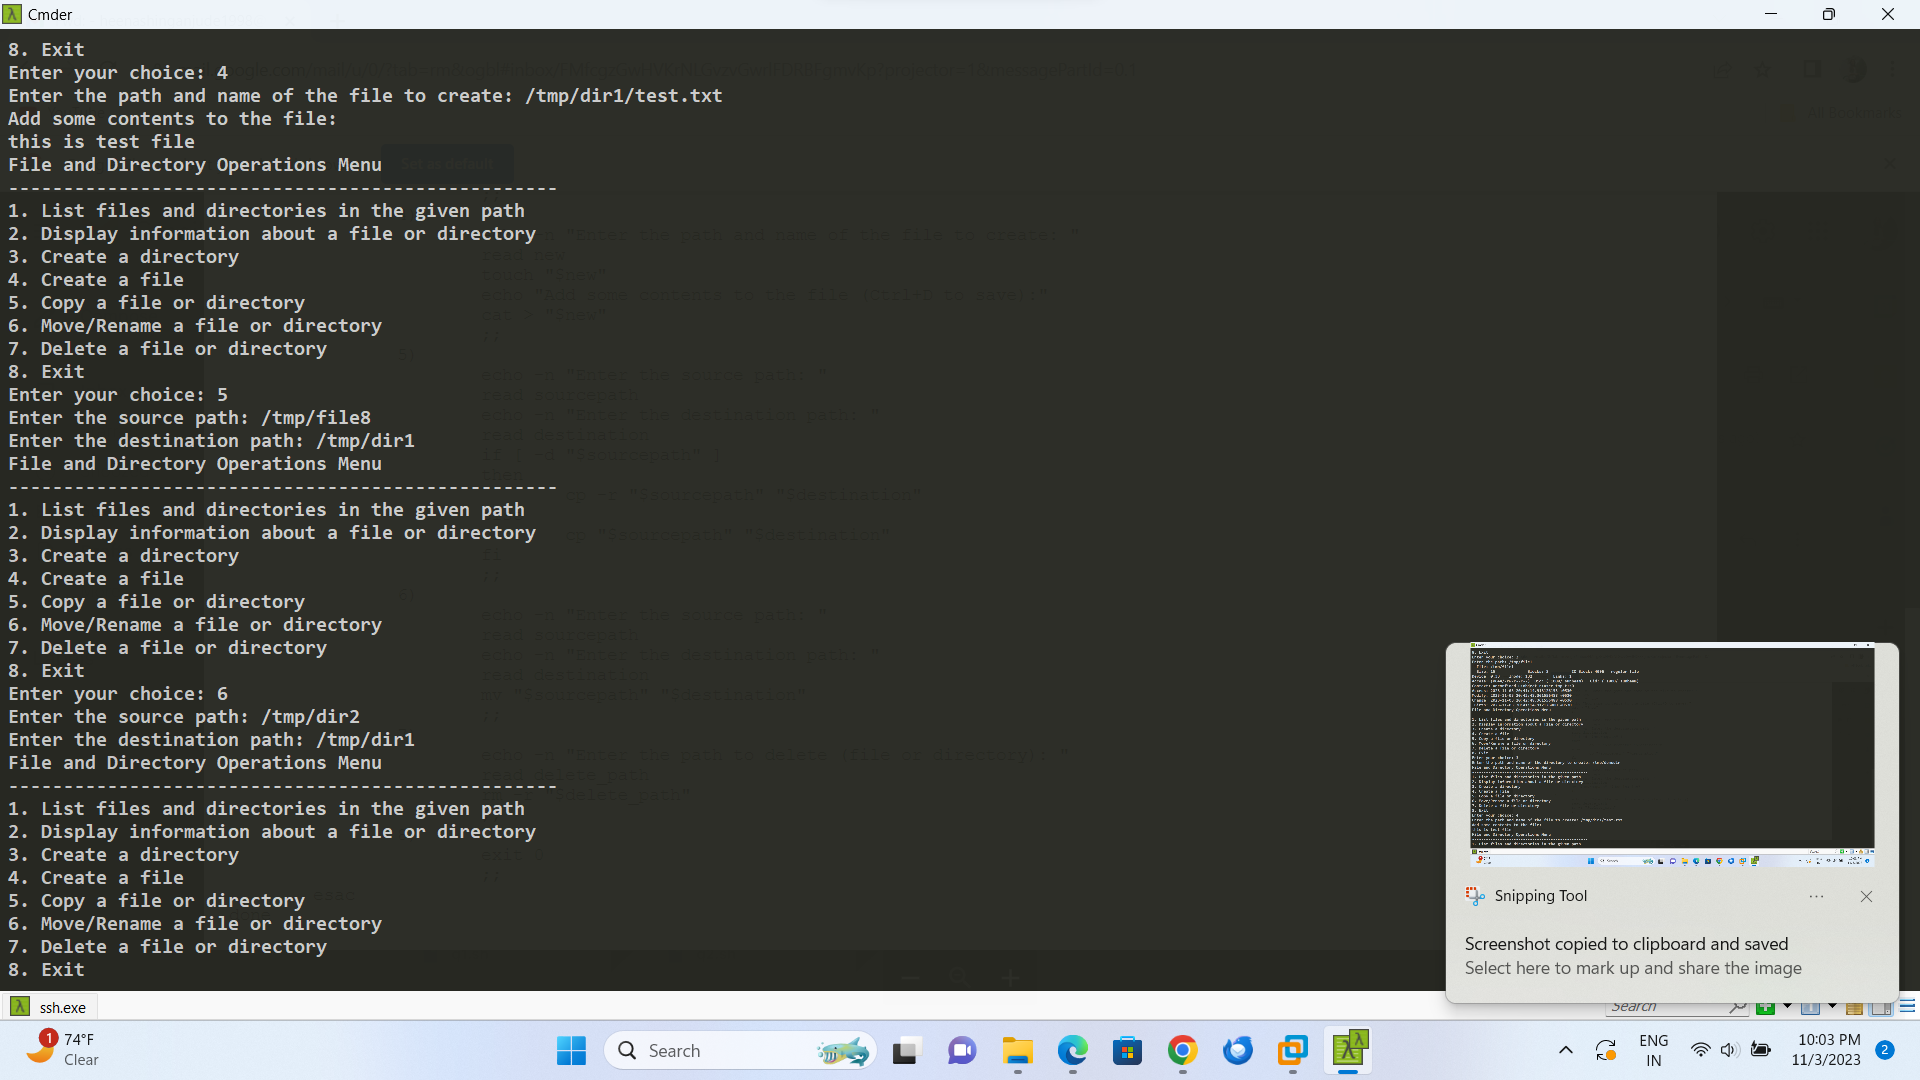 Cmder
8. Exit
Enter your choice: 4
Enter the path and name of the file to create: /tmp/dir1/test.txt
Add some contents to the file:
this is test file
File and Directory Operations Menu
--------------------------------------------------
1. List files and directories in the given path
2. Display information about a file or directory
3. Create a directory
4. Create a file
5. Copy a file or directory
6. Move/Rename a file or directory
7. Delete a file or directory
8. Exit
Enter your choice: 5
Enter the source path: /tmp/file8
Enter the destination path: /tmp/dir1
File and Directory Operations Menu
--------------------------------------------------
1. List files and directories in the given path
2. Display information about a file or directory
3. Create a directory
4. Create a file
5. Copy a file or directory
6. Move/Rename a file or directory
7. Delete a file or directory
8. Exit
Enter your choice: 6
Enter the source path: /tmp/dir2
Enter the destination path: /tmp/dir1
File and Directory Operations Menu
--------------------------------------------------
1. List files and directories in the given path
2. Display information about a file or directory
3. Create a directory
4. Create a file
5. Copy a file or directory
6. Move/Rename a file or directory
7. Delete a file or directory
8. Exit
Snipping Tool
Screenshot copied to clipboard and saved
Select here to mark up and share the image
ssh.exe
Search
1
74°F
Clear
Search
ENG
IN
10:03 PM
11/3/2023
2